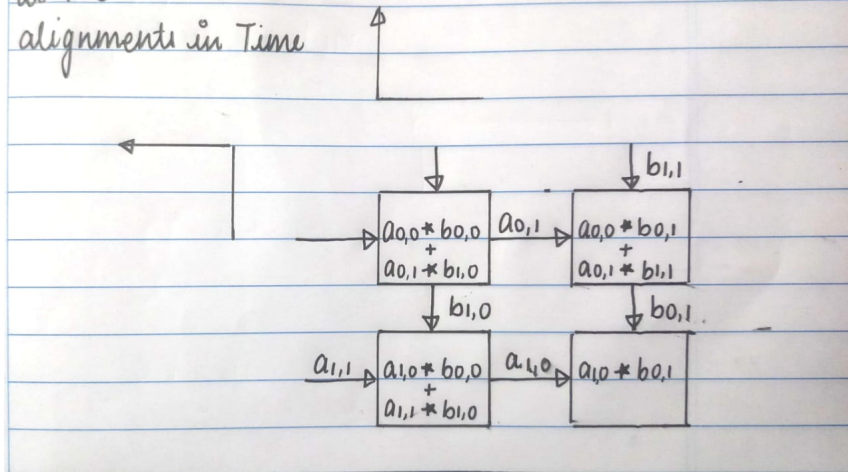 alignments in Time
b1,1
a0,0 * b0,0
+
a0,1 * b1,0
a0,1
a0,0 * b0,1
+
a0,1 * b1,1
b1,0
b0,1
a1,1
a1,0 * b0,0
+
a1,1 * b1,0
a1,0
a1,0 * b0,1